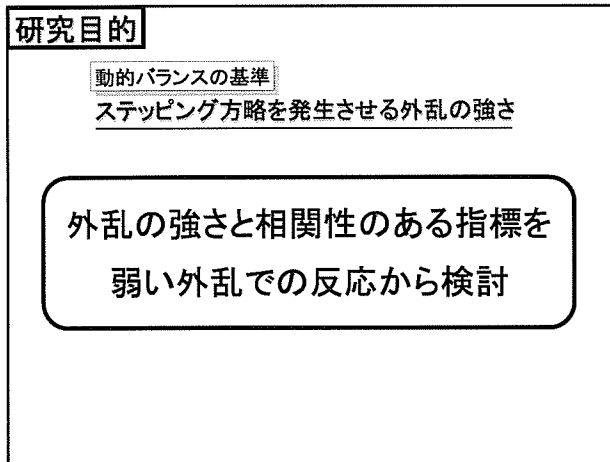 研究目的
動的バランスの基準
ステッピング方略を発生させる外乱の強さ
外乱の強さと相関性のある指標を
弱い外乱での反応から検討